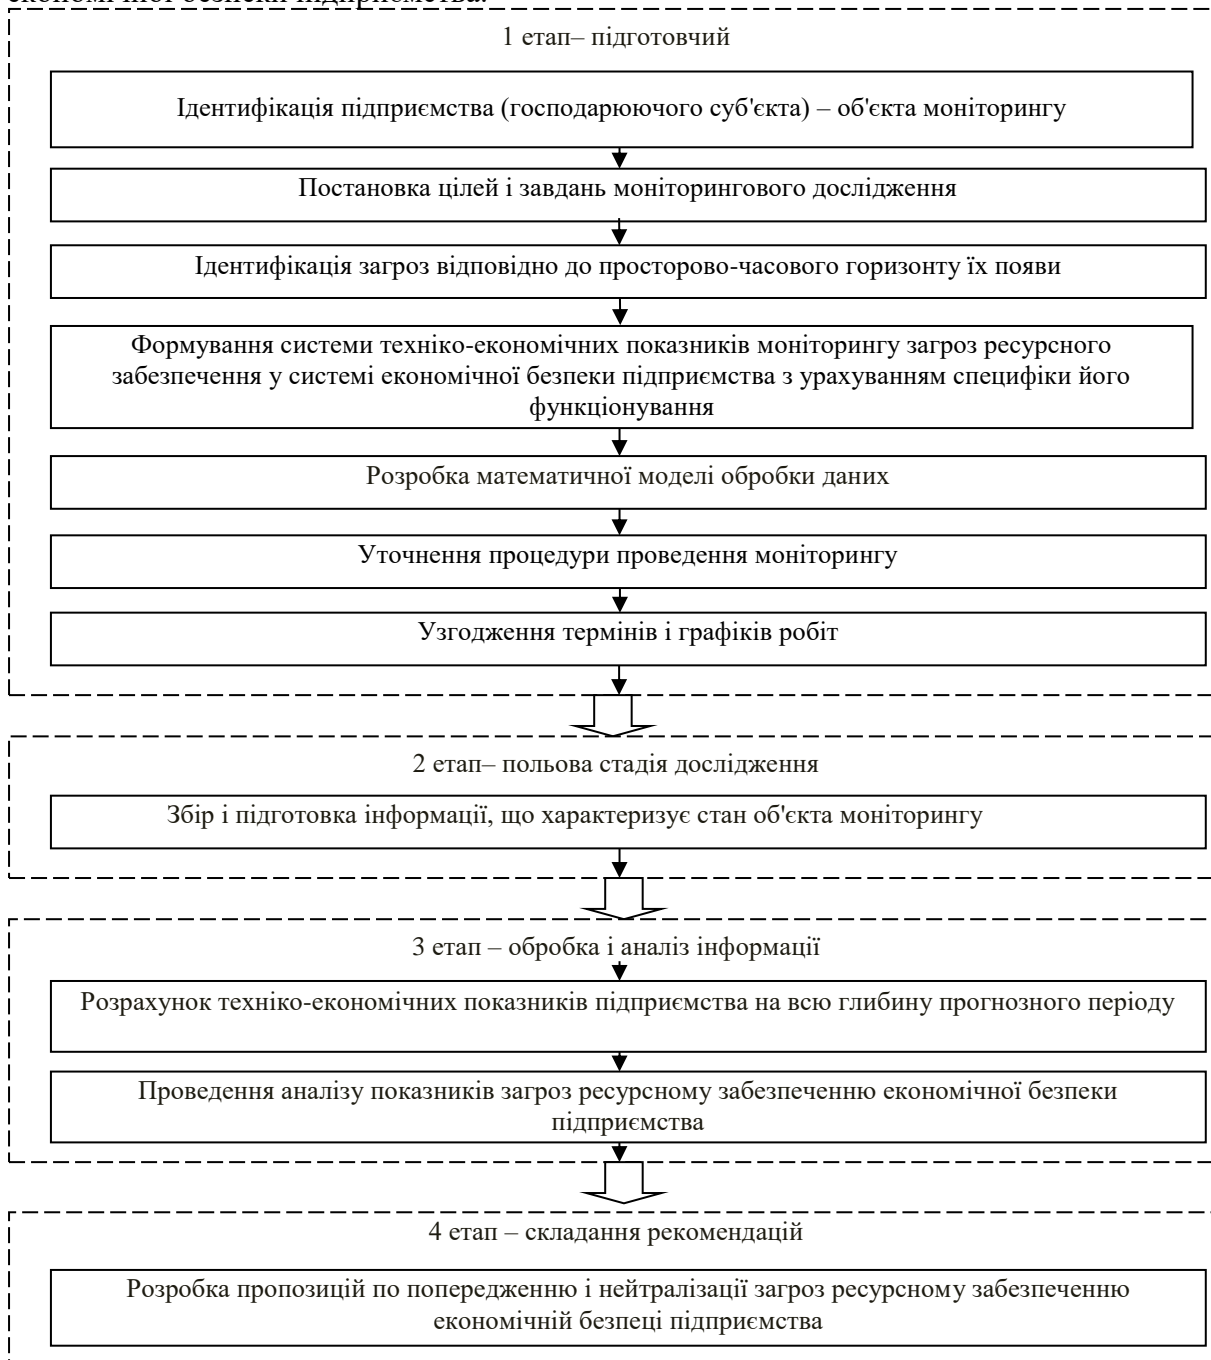 економічної безпеки підприємства.
1 етап– підготовчий
Ідентифікація підприємства (господарюючого суб'єкта) – об'єкта моніторингу
Постановка цілей і завдань моніторингового дослідження
Ідентифікація загроз відповідно до просторово-часового горизонту їх появи
Формування системи техніко-економічних показників моніторингу загроз ресурсного
забезпечення у системі економічної безпеки підприємства з урахуванням специфіки його
функціонування
Розробка математичної моделі обробки даних
Уточнення процедури проведення моніторингу
Узгодження термінів і графіків робіт
2 етап– польова стадія дослідження
Збір і підготовка інформації, що характеризує стан об'єкта моніторингу
3 етап – обробка і аналіз інформації
Розрахунок техніко-економічних показників підприємства на всю глибину прогнозного періоду
Проведення аналізу показників загроз ресурсному забезпеченню економічної безпеки
підприємства
4 етап – складання рекомендацій
Розробка пропозицій по попередженню і нейтралізації загроз ресурсному забезпеченню
економічній безпеці підприємства